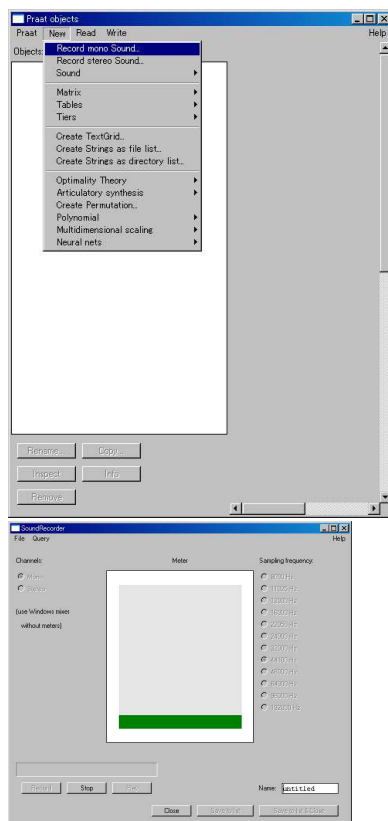 Praat objects
Praat New Read Write Help
Objects:
Record mono Sound...
Record stereo Sound...
Sound
Matrix
Tables
Tiers
Create TextGrid...
Create Strings as file list...
Create Strings as directory list...
Optimality Theory
Articulatory synthesis
Create Permutation...
Polynomial
Multidimensional scaling
Neural nets
Rename... Copy...
Inspect Info
Remove
SoundRecorder
File Query Help
Channels: Meter Sampling frequency:
Mono 8000 Hz
Stereo 11025 Hz
12000 Hz
(use Windows mixer 16000 Hz
without meters) 22050 Hz
24000 Hz
32000 Hz
44100 Hz
48000 Hz
64000 Hz
96000 Hz
192000 Hz
Record Stop Play Name: untitled
Close Save to list Save to list & Close